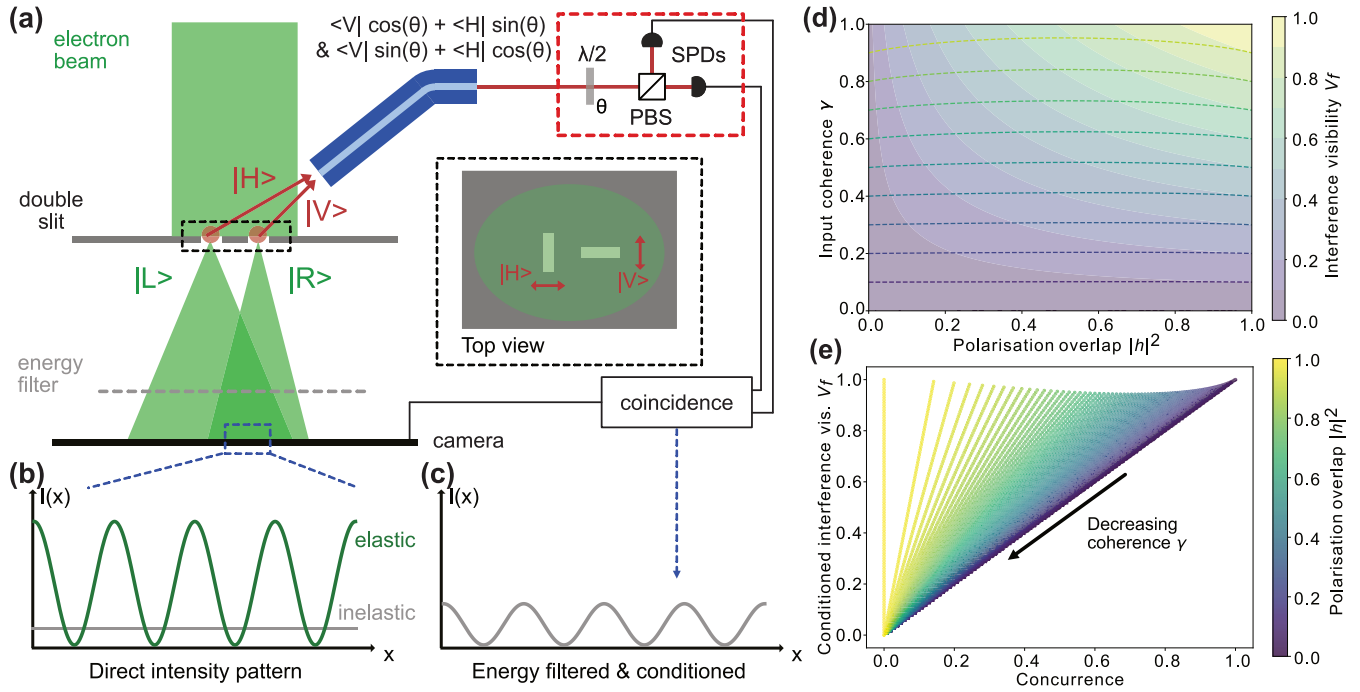 (a)
electron
beam
<V| cos(θ) + <H| sin(θ)
& <V| sin(θ) + <H| cos(θ)
λ/2
θ
SPDs
PBS
|H>
|V>
double
slit
|L>
|R>
|H>
|V>
Top view
energy
filter
camera
coincidence
(b)
I(x)
elastic
inelastic
x
Direct intensity pattern
(c)
I(x)
x
Energy filtered & conditioned
(d)
1.0
0.8
0.6
0.4
0.2
0.0
Input coherence γ
0.0 0.2 0.4 0.6 0.8 1.0
Polarisation overlap |h|²
1.0
0.8
0.6
0.4
0.2
0.0
Interference visibility Vf
(e)
1.0
0.8
0.6
0.4
0.2
0.0
Conditioned interference vis. Vf
Decreasing
coherence γ
0.0 0.2 0.4 0.6 0.8 1.0
Concurrence
1.0
0.8
0.6
0.4
0.2
0.0
Polarisation overlap |h|²